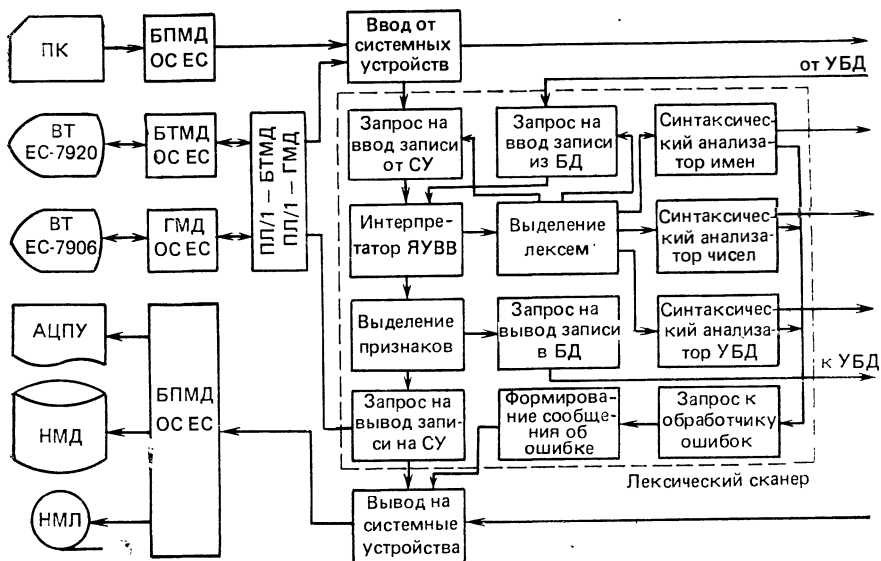 ПК
БПМД
ОС ЕС
Ввод от
системных
устройств
от УБД
ВТ
ЕС-7920
БТМД
ОС ЕС
ПЛ/1 — БТМД
ПЛ/1 — ГМД
Запрос на
ввод записи
от СУ
Запрос на
ввод записи
из БД
Синтаксичес-
кий анализа-
тор имен
ВТ
ЕС-7906
ГМД
ОС ЕС
Интерпре-
татор ЯУВВ
Выделение
лексем
Синтаксичес-
кий анализа-
тор чисел
АЦПУ
БПМД
ОС ЕС
Выделение
признаков
Запрос на
вывод записи
в БД
Синтаксичес-
кий анализа-
тор УБД
к УБД
НМД
Запрос на
вывод запи-
си на СУ
Формирова-
ние сообще-
ния об
ошибке
Запрос к
обработчику
ошибок
Лексический сканер
НМЛ
Вывод на
системные
устройства